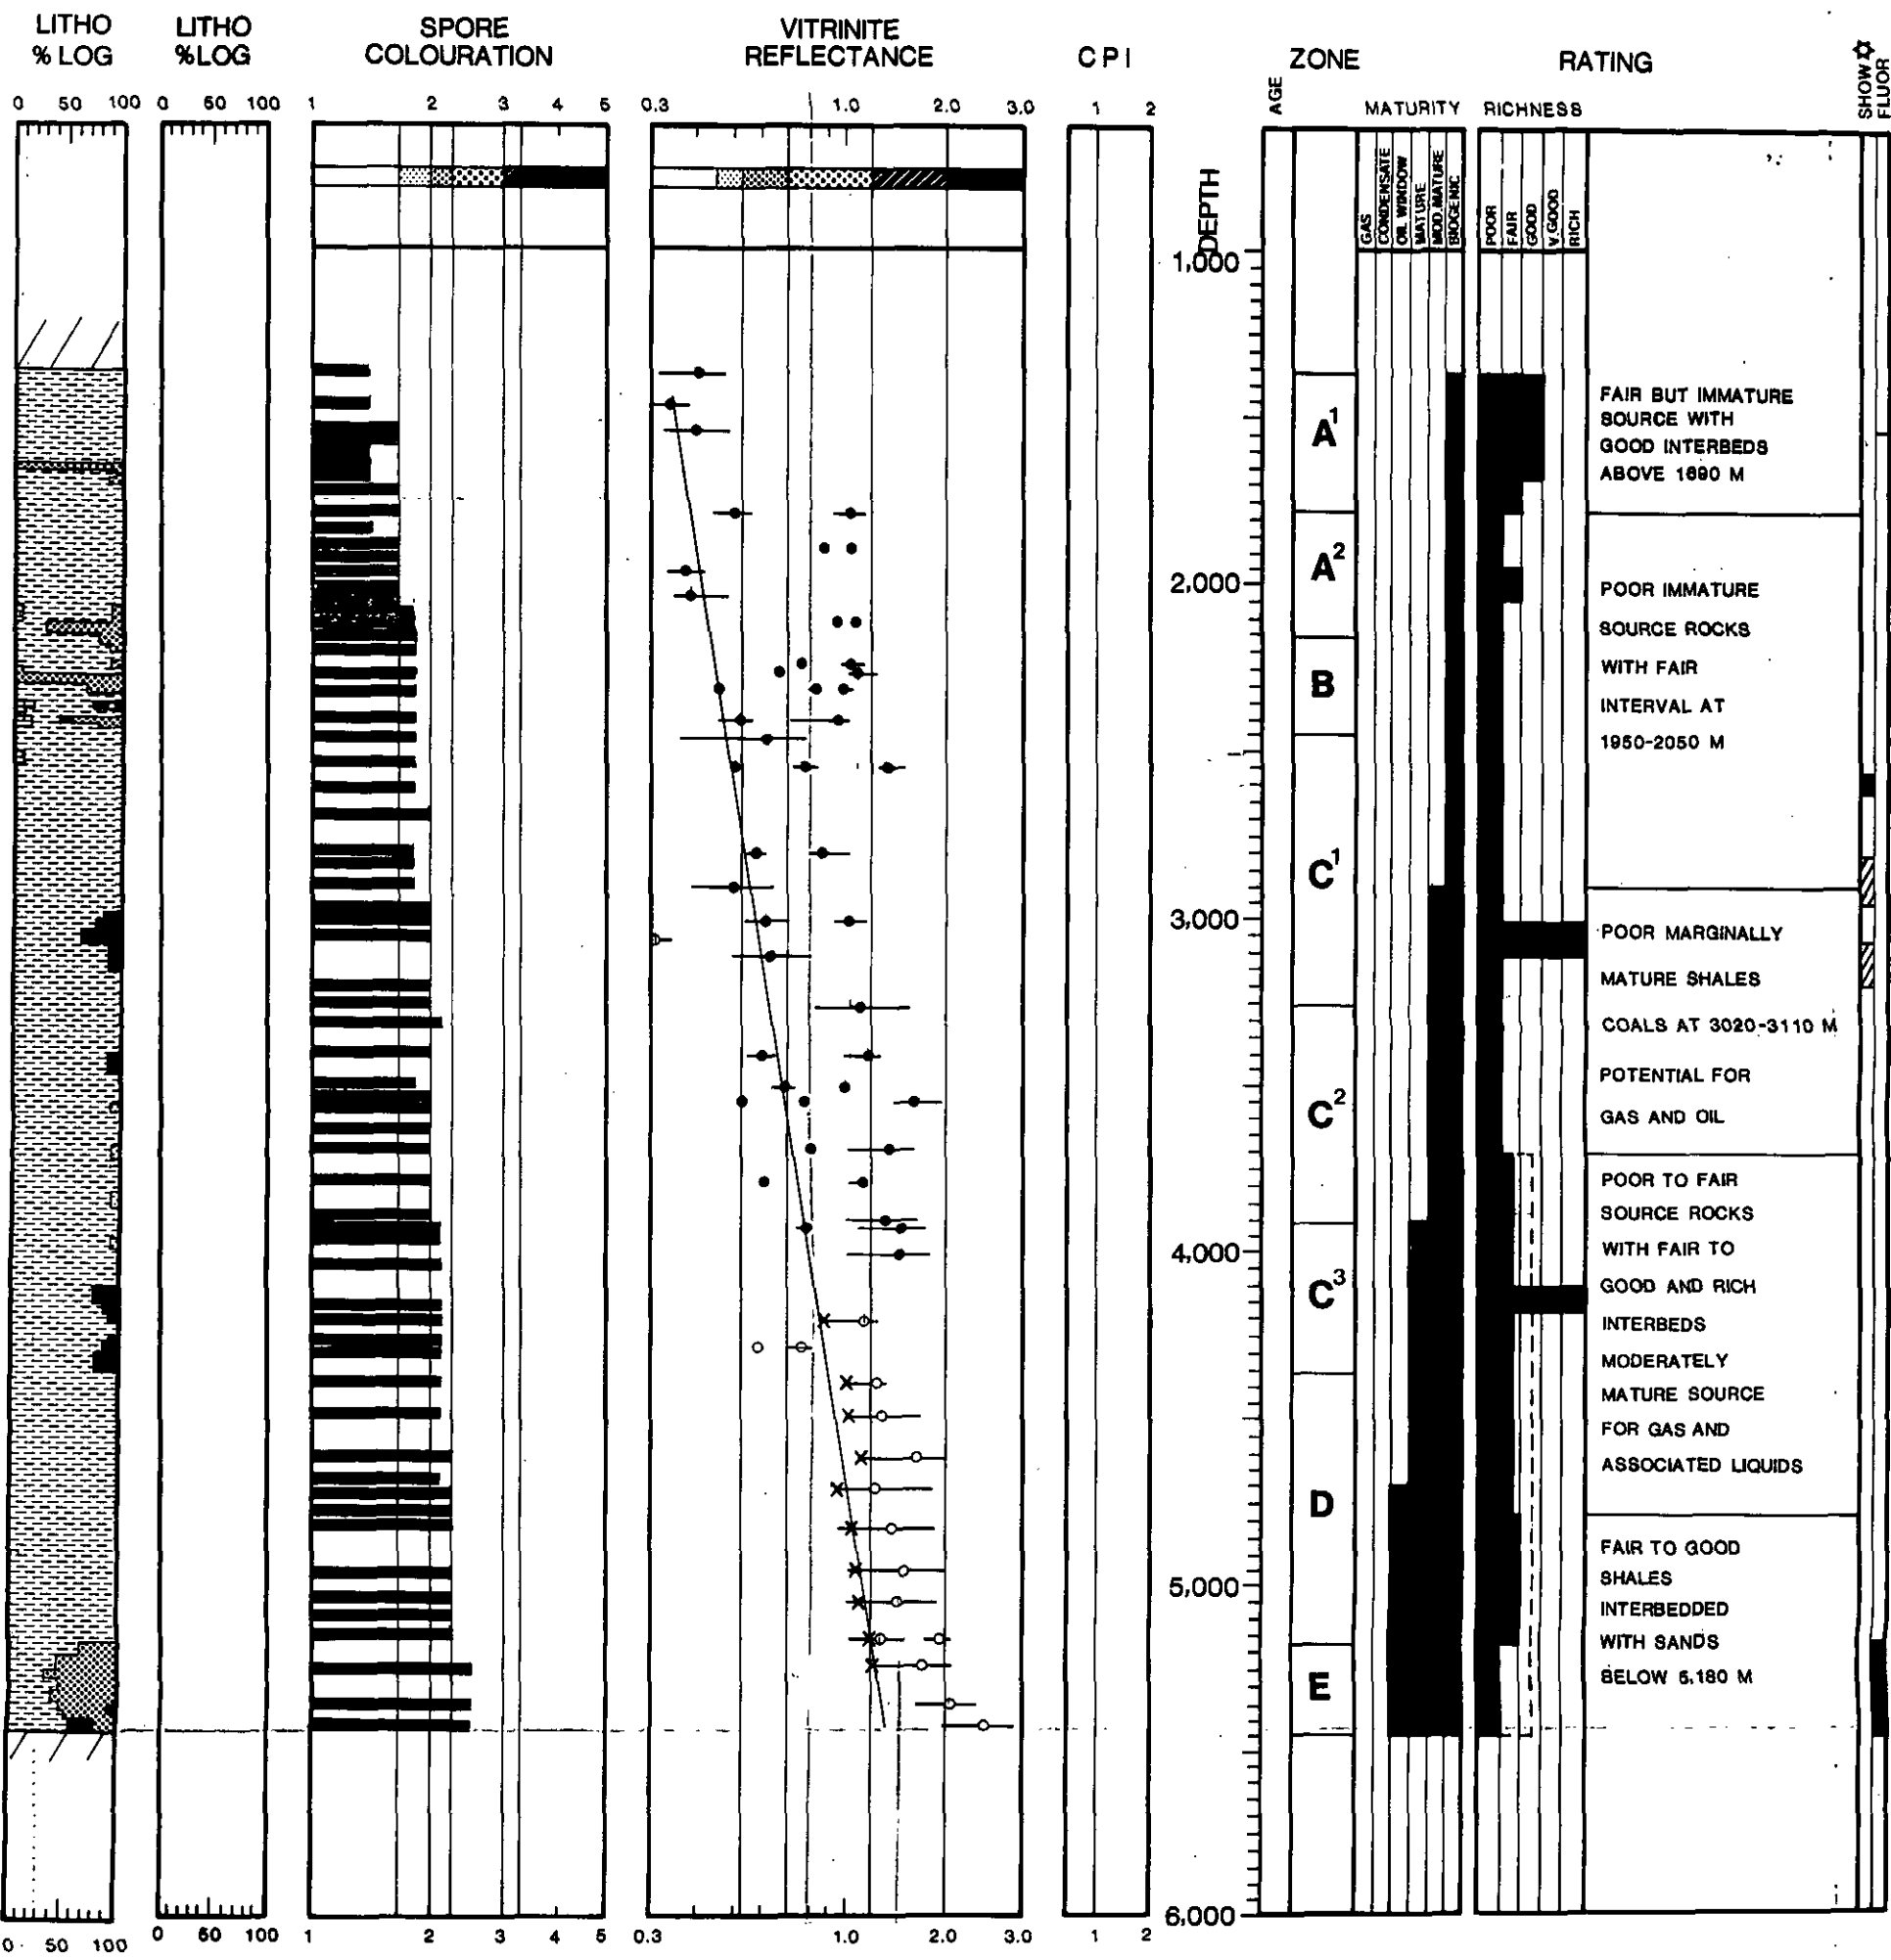 LITHO
% LOG
LITHO
%LOG
SPORE
COLOURATION
VITRINITE
REFLECTANCE
CPI
ZONE
RATING
SHOW
FLUOR
AGE
MATURITY
RICHNESS
0 50 100
0 50 100
1 2 3 4 5
0.3 1.0 2.0 3.0
1 2
DEPTH
GAS
CONDENSATE
OIL WINDOW
MATURE
MOD.MATURE
BIOGENIC
POOR
FAIR
GOOD
V.GOOD
RICH
1,000
2,000
3,000
4,000
5,000
6,000
A1
A2
B
C1
C2
C3
D
E
FAIR BUT IMMATURE
SOURCE WITH
GOOD INTERBEDS
ABOVE 1690 M
POOR IMMATURE
SOURCE ROCKS
WITH FAIR
INTERVAL AT
1950-2050 M
POOR MARGINALLY
MATURE SHALES
COALS AT 3020-3110 M
POTENTIAL FOR
GAS AND OIL
POOR TO FAIR
SOURCE ROCKS
WITH FAIR TO
GOOD AND RICH
INTERBEDS
MODERATELY
MATURE SOURCE
FOR GAS AND
ASSOCIATED LIQUIDS
FAIR TO GOOD
SHALES
INTERBEDDED
WITH SANDS
BELOW 5,180 M
0 50 100
0 50 100
1 2 3 4 5
0.3 1.0 2.0 3.0
1 2